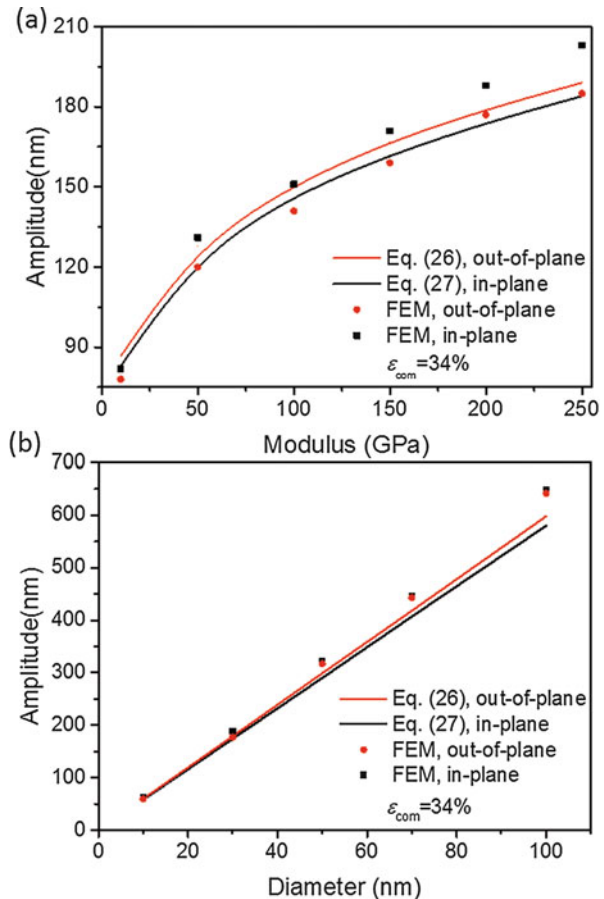 (a)
210
180
150
120
90
Amplitude(nm)
Eq. (26), out-of-plane
Eq. (27), in-plane
FEM, out-of-plane
FEM, in-plane
εcom=34%
0 50 100 150 200 250
Modulus (GPa)
(b)
700
600
500
400
300
200
100
0
Amplitude(nm)
Eq. (26), out-of-plane
Eq. (27), in-plane
FEM, out-of-plane
FEM, in-plane
εcom=34%
0 20 40 60 80 100
Diameter (nm)